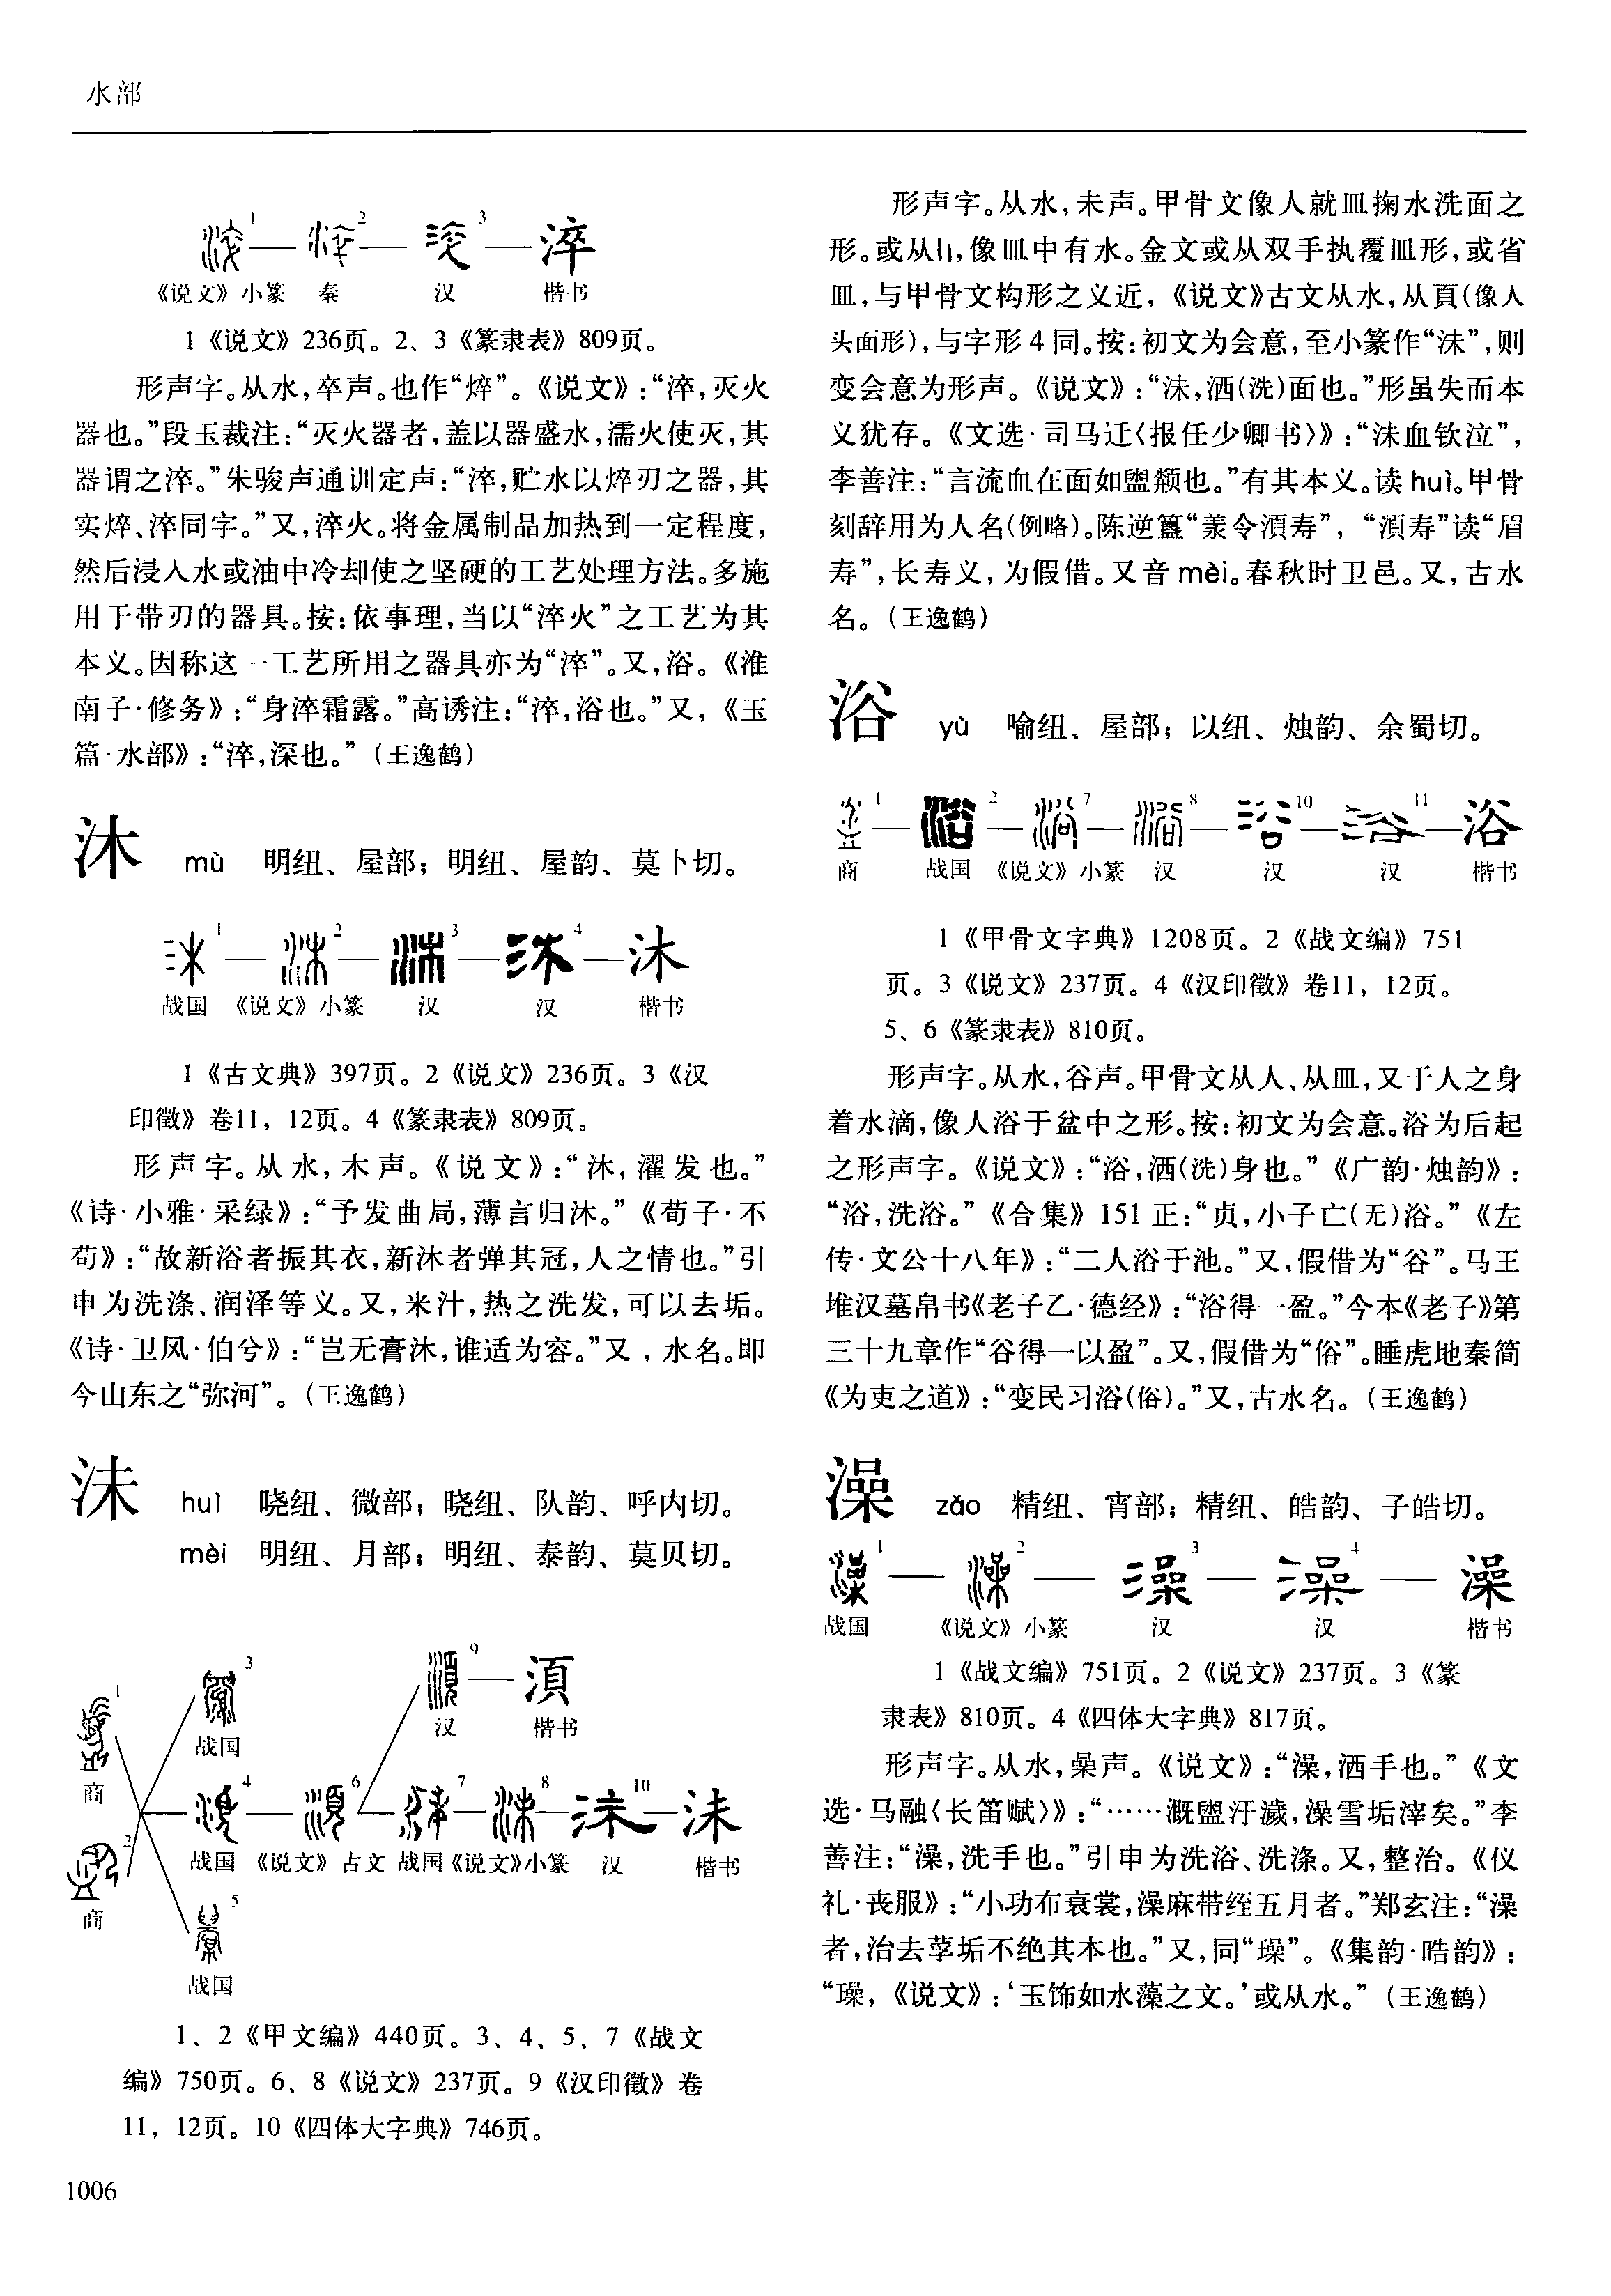 水部
1 2 3
淬
《说文》小篆 秦 汉 楷书
1《说文》236页。2、3《篆隶表》809页。
形声字。从水,卒声。也作“焠”。《说文》:“淬,灭火
器也。”段玉裁注:“灭火器者,盖以器盛水,濡火使灭,其
器谓之淬。”朱骏声通训定声:“淬,贮水以焠刃之器,其
实焠、淬同字。”又,淬火。将金属制品加热到一定程度,
然后浸入水或油中冷却使之坚硬的工艺处理方法。多施
用于带刃的器具。按:依事理,当以“淬火”之工艺为其
本义。因称这一工艺所用之器具亦为“淬”。又,浴。《淮
南子·修务》:“身淬霜露。”高诱注:“淬,浴也。”又,《玉
篇·水部》:“淬,深也。”(王逸鹤)
沐 mù 明纽、屋部;明纽、屋韵、莫卜切。
1 2 3 4
沐
战国 《说文》小篆 汉 汉 楷书
1《古文典》397页。2《说文》236页。3《汉
印徵》卷11,12页。4《篆隶表》809页。
形声字。从水,木声。《说文》:“沐,濯发也。”
《诗·小雅·采绿》:“予发曲局,薄言归沐。”《荀子·不
苟》:“故新浴者振其衣,新沐者弹其冠,人之情也。”引
申为洗涤、润泽等义。又,米汁,热之洗发,可以去垢。
《诗·卫风·伯兮》:“岂无膏沐,谁适为容。”又,水名。即
今山东之“弥河”。(王逸鹤)
沬 huì 晓纽、微部;晓纽、队韵、呼内切。
mèi 明纽、月部;明纽、泰韵、莫贝切。
9
湏
汉 楷书
3
战国
1
商
4 6 7 8 10
沬
战国 《说文》古文 战国 《说文》小篆 汉 楷书
2
商
5
战国
1、2《甲文编》440页。3、4、5、7《战文
编》750页。6、8《说文》237页。9《汉印徵》卷
11,12页。10《四体大字典》746页。
1006
形声字。从水,未声。甲骨文像人就皿掬水洗面之
形。或从,像皿中有水。金文或从双手执覆皿形,或省
皿,与甲骨文构形之义近,《说文》古文从水,从頁(像人
头面形),与字形4同。按:初文为会意,至小篆作“沬”,则
变会意为形声。《说文》:“沬,洒(洗)面也。”形虽失而本
义犹存。《文选·司马迁〈报任少卿书〉》:“沬血钦泣”,
李善注:“言流血在面如盥颒也。”有其本义。读huì。甲骨
刻辞用为人名(例略)。陈逆簋“羕令湏寿”,“湏寿”读“眉
寿”,长寿义,为假借。又音mèi。春秋时卫邑。又,古水
名。(王逸鹤)
浴 yù 喻纽、屋部;以纽、烛韵、余蜀切。
1 2 7 8 10 11
浴
商 战国 《说文》小篆 汉 汉 汉 楷书
1《甲骨文字典》1208页。2《战文编》751
页。3《说文》237页。4《汉印徵》卷11,12页。
5、6《篆隶表》810页。
形声字。从水,谷声。甲骨文从人、从皿,又于人之身
着水滴,像人浴于盆中之形。按:初文为会意。浴为后起
之形声字。《说文》:“浴,洒(洗)身也。”《广韵·烛韵》:
“浴,洗浴。”《合集》151正:“贞,小子亡(无)浴。”《左
传·文公十八年》:“二人浴于池。”又,假借为“谷”。马王
堆汉墓帛书《老子乙·德经》:“浴得一盈。”今本《老子》第
三十九章作“谷得一以盈”。又,假借为“俗”。睡虎地秦简
《为吏之道》:“变民习浴(俗)。”又,古水名。(王逸鹤)
澡 zǎo 精纽、宵部;精纽、皓韵、子皓切。
1 2 3 4
澡
战国 《说文》小篆 汉 汉 楷书
1《战文编》751页。2《说文》237页。3《篆
隶表》810页。4《四体大字典》817页。
形声字。从水,喿声。《说文》:“澡,洒手也。”《文
选·马融〈长笛赋〉》:“……溉盥汙濊,澡雪垢滓矣。”李
善注:“澡,洗手也。”引申为洗浴、洗涤。又,整治。《仪
礼·丧服》:“小功布衰裳,澡麻带绖五月者。”郑玄注:“澡
者,治去莩垢不绝其本也。”又,同“璪”。《集韵·晧韵》:
“璪,《说文》:‘玉饰如水藻之文。’或从水。”(王逸鹤)